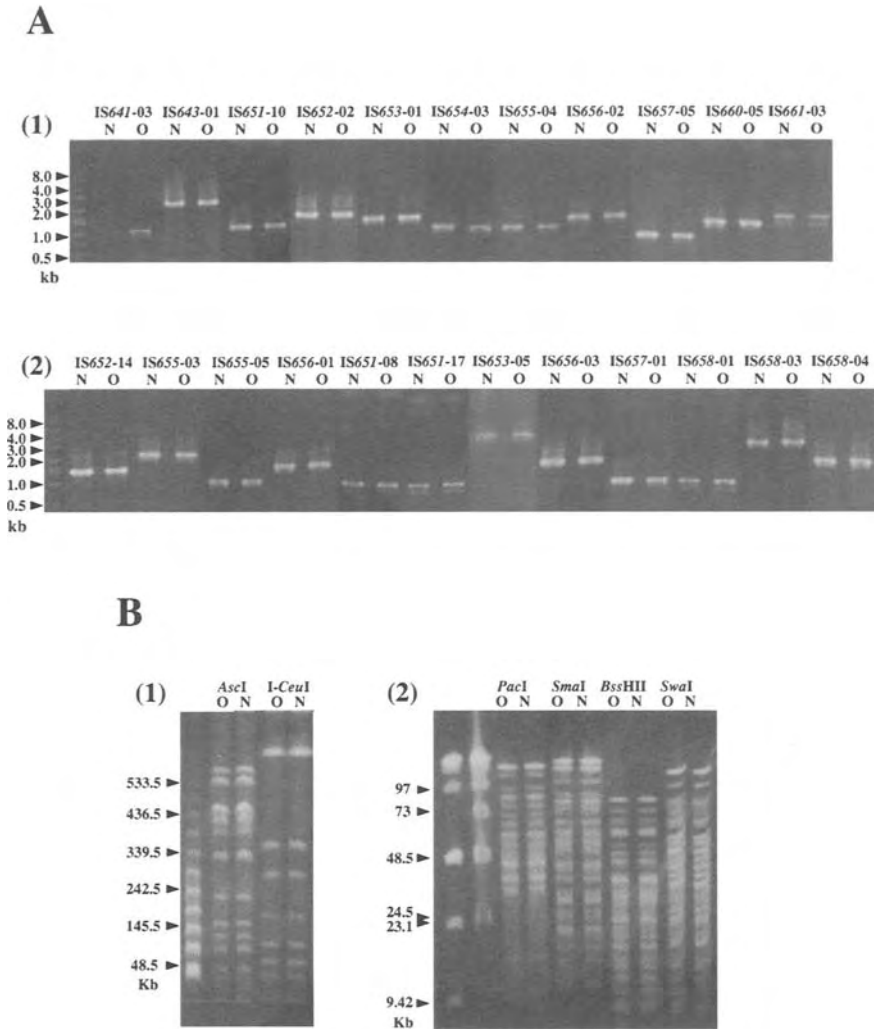 A
IS641-03 IS643-01 IS651-10 IS652-02 IS653-01 IS654-03 IS655-04 IS656-02 IS657-05 IS660-05 IS661-03
(1) N O N O N O N O N O N O N O N O N O N O N O
8.0
4.0
3.0
2.0
1.0
0.5
kb
IS652-14 IS655-03 IS655-05 IS656-01 IS651-08 IS651-17 IS653-05 IS656-03 IS657-01 IS658-01 IS658-03 IS658-04
(2) N O N O N O N O N O N O N O N O N O N O N O N O
8.0
4.0
3.0
2.0
1.0
0.5
kb
B
(1) AscI I-CeuI
O N O N
533.5
436.5
339.5
242.5
145.5
48.5
Kb
(2) PacI SmaI BssHII SwaI
O N O N O N O N
97
73
48.5
24.5
23.1
9.42
Kb